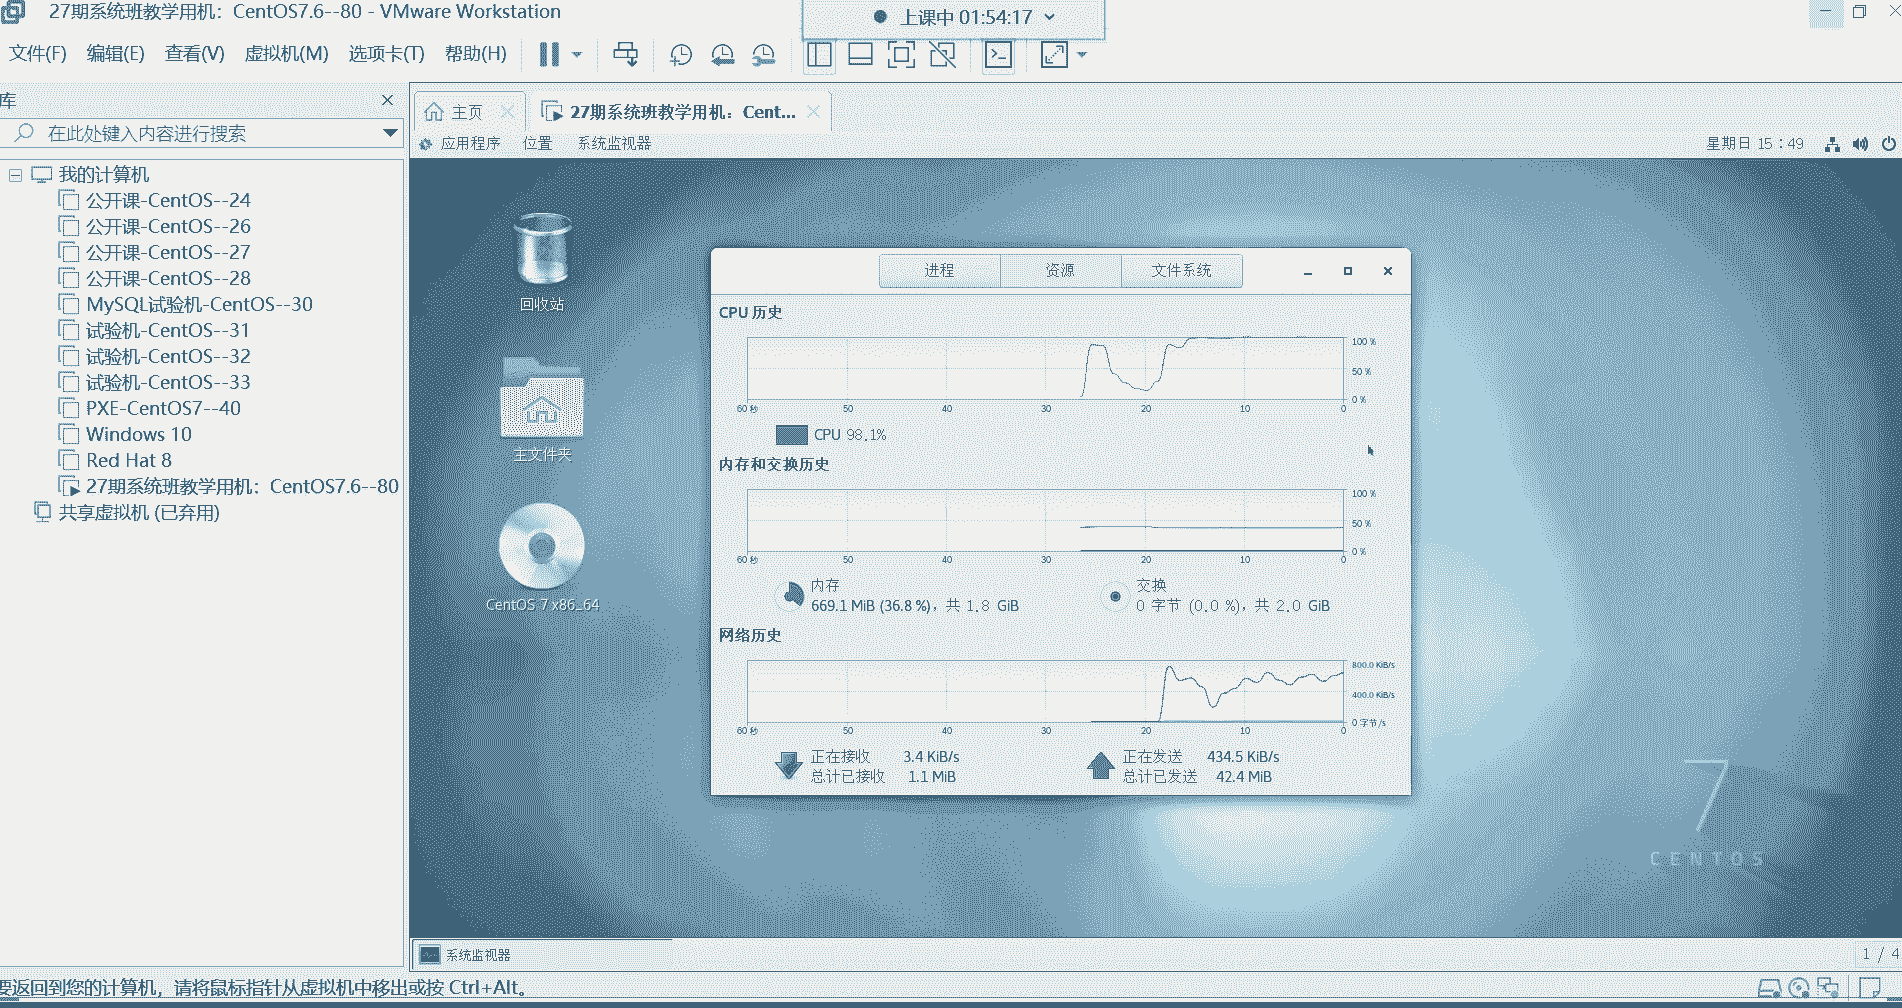 27期系统班教学用机：CentOS7.6--80 - VMware Workstation
上课中 01:54:17
文件(F) 编辑(E) 查看(V) 虚拟机(M) 选项卡(T) 帮助(H)
库
在此处键入内容进行搜索
我的计算机
公开课-CentOS--24
公开课-CentOS--26
公开课-CentOS--27
公开课-CentOS--28
MySQL试验机-CentOS--30
试验机-CentOS--31
试验机-CentOS--32
试验机-CentOS--33
PXE-CentOS7--40
Windows 10
Red Hat 8
27期系统班教学用机：CentOS7.6--80
共享虚拟机 (已弃用)
主页
27期系统班教学用机：Cent...
应用程序 位置 系统监视器
星期日 15：49
回收站
主文件夹
CentOS 7 x86_64
进程 资源 文件系统
CPU 历史
100 %
50 %
0 %
60 秒 50 40 30 20 10 0
CPU 98.1%
内存和交换历史
100 %
50 %
0 %
60 秒 50 40 30 20 10 0
内存
669.1 MiB (36.8 %)，共 1.8 GiB
交换
0 字节 (0.0 %)，共 2.0 GiB
网络历史
800.0 KiB/s
400.0 KiB/s
0 字节/s
60 秒 50 40 30 20 10 0
正在接收 3.4 KiB/s
总计已接收 1.1 MiB
正在发送 434.5 KiB/s
总计已发送 42.4 MiB
7
CENTOS
系统监视器
1 / 4
要返回到您的计算机，请将鼠标指针从虚拟机中移出或按 Ctrl+Alt。